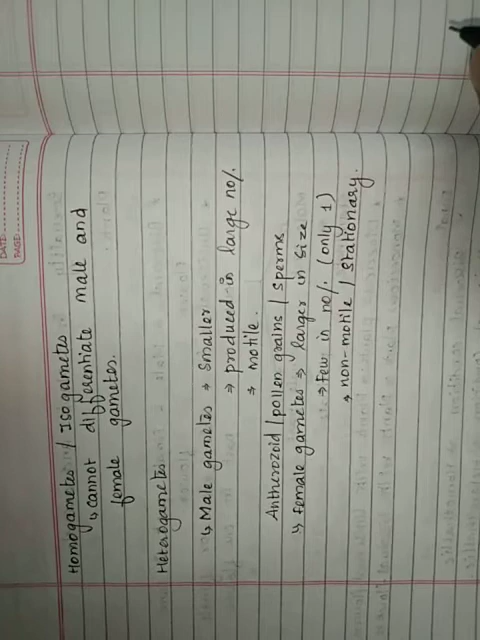 DATE:
PAGE:
Homogametes / Isogametes
↳ cannot differentiate male and
female gametes.
Heterogametes
↳ Male gametes → smaller
⇒ produced in large no/.
→ motile.
Antherozoid / pollen grains / sperms
↳ Female gametes → larger in size
→ Few in no/. (only 1)
→ non-motile / stationary.